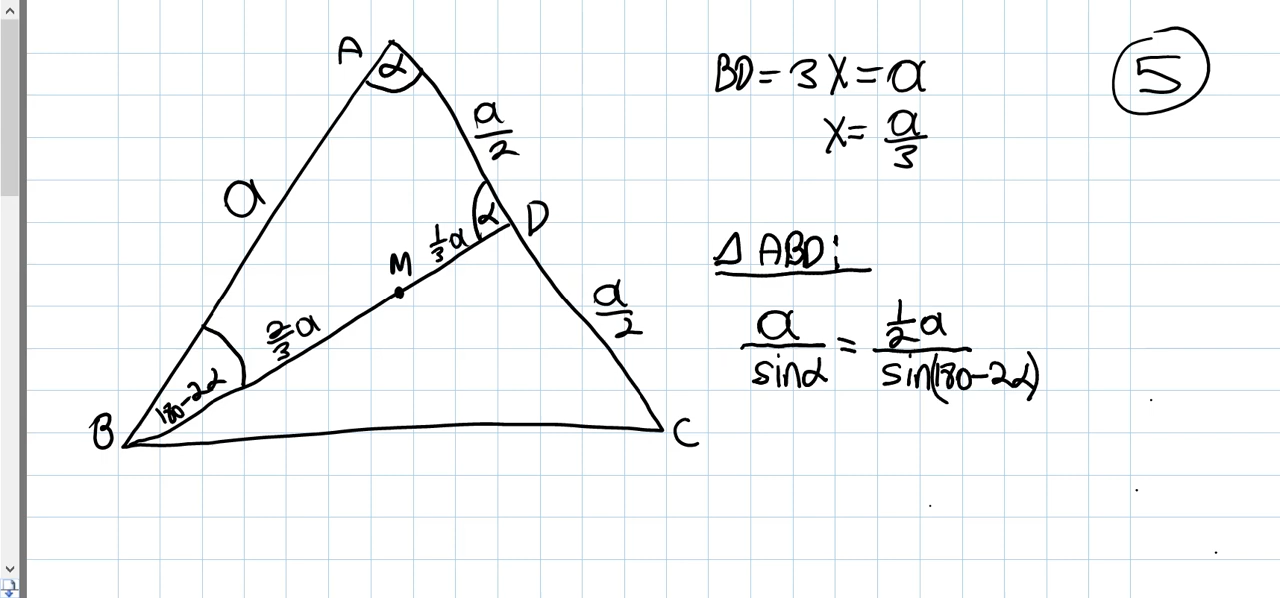 A
α
a/2
a
D
α
1/3 a
M
2/3 a
a/2
180-2α
B
C
BD = 3x = a
x = a/3
5
Δ ABD:
a/sinα = 1/2 a/sin(180-2α)